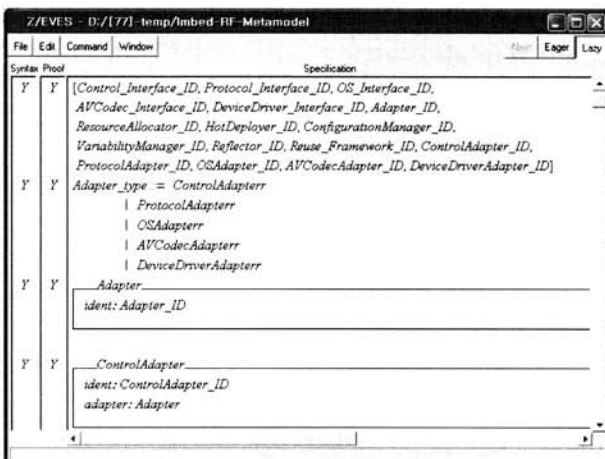 Z/EVES - D:/[77]-temp/Imbed-RF-Metamodel
File Edit Command Window Abort Eager Lazy
Syntax Proof Specification
Y Y [Control_Interface_ID, Protocol_Interface_ID, OS_Interface_ID,
AVCodec_Interface_ID, DeviceDriver_Interface_ID, Adapter_ID,
ResourceAllocator_ID, HotDeployer_ID, ConfigurationManager_ID,
VariabilityManager_ID, Reflector_ID, Reuse_Framework_ID, ControlAdapter_ID,
ProtocolAdapter_ID, OSAdapter_ID, AVCodecAdapter_ID, DeviceDriverAdapter_ID]
Y Y Adapter_type = ControlAdapterr
| ProtocolAdapterr
| OSAdapterr
| AVCodecAdapterr
| DeviceDriverAdapterr
Y Y Adapter
ident: Adapter_ID
Y Y ControlAdapter
ident: ControlAdapter_ID
adapter: Adapter